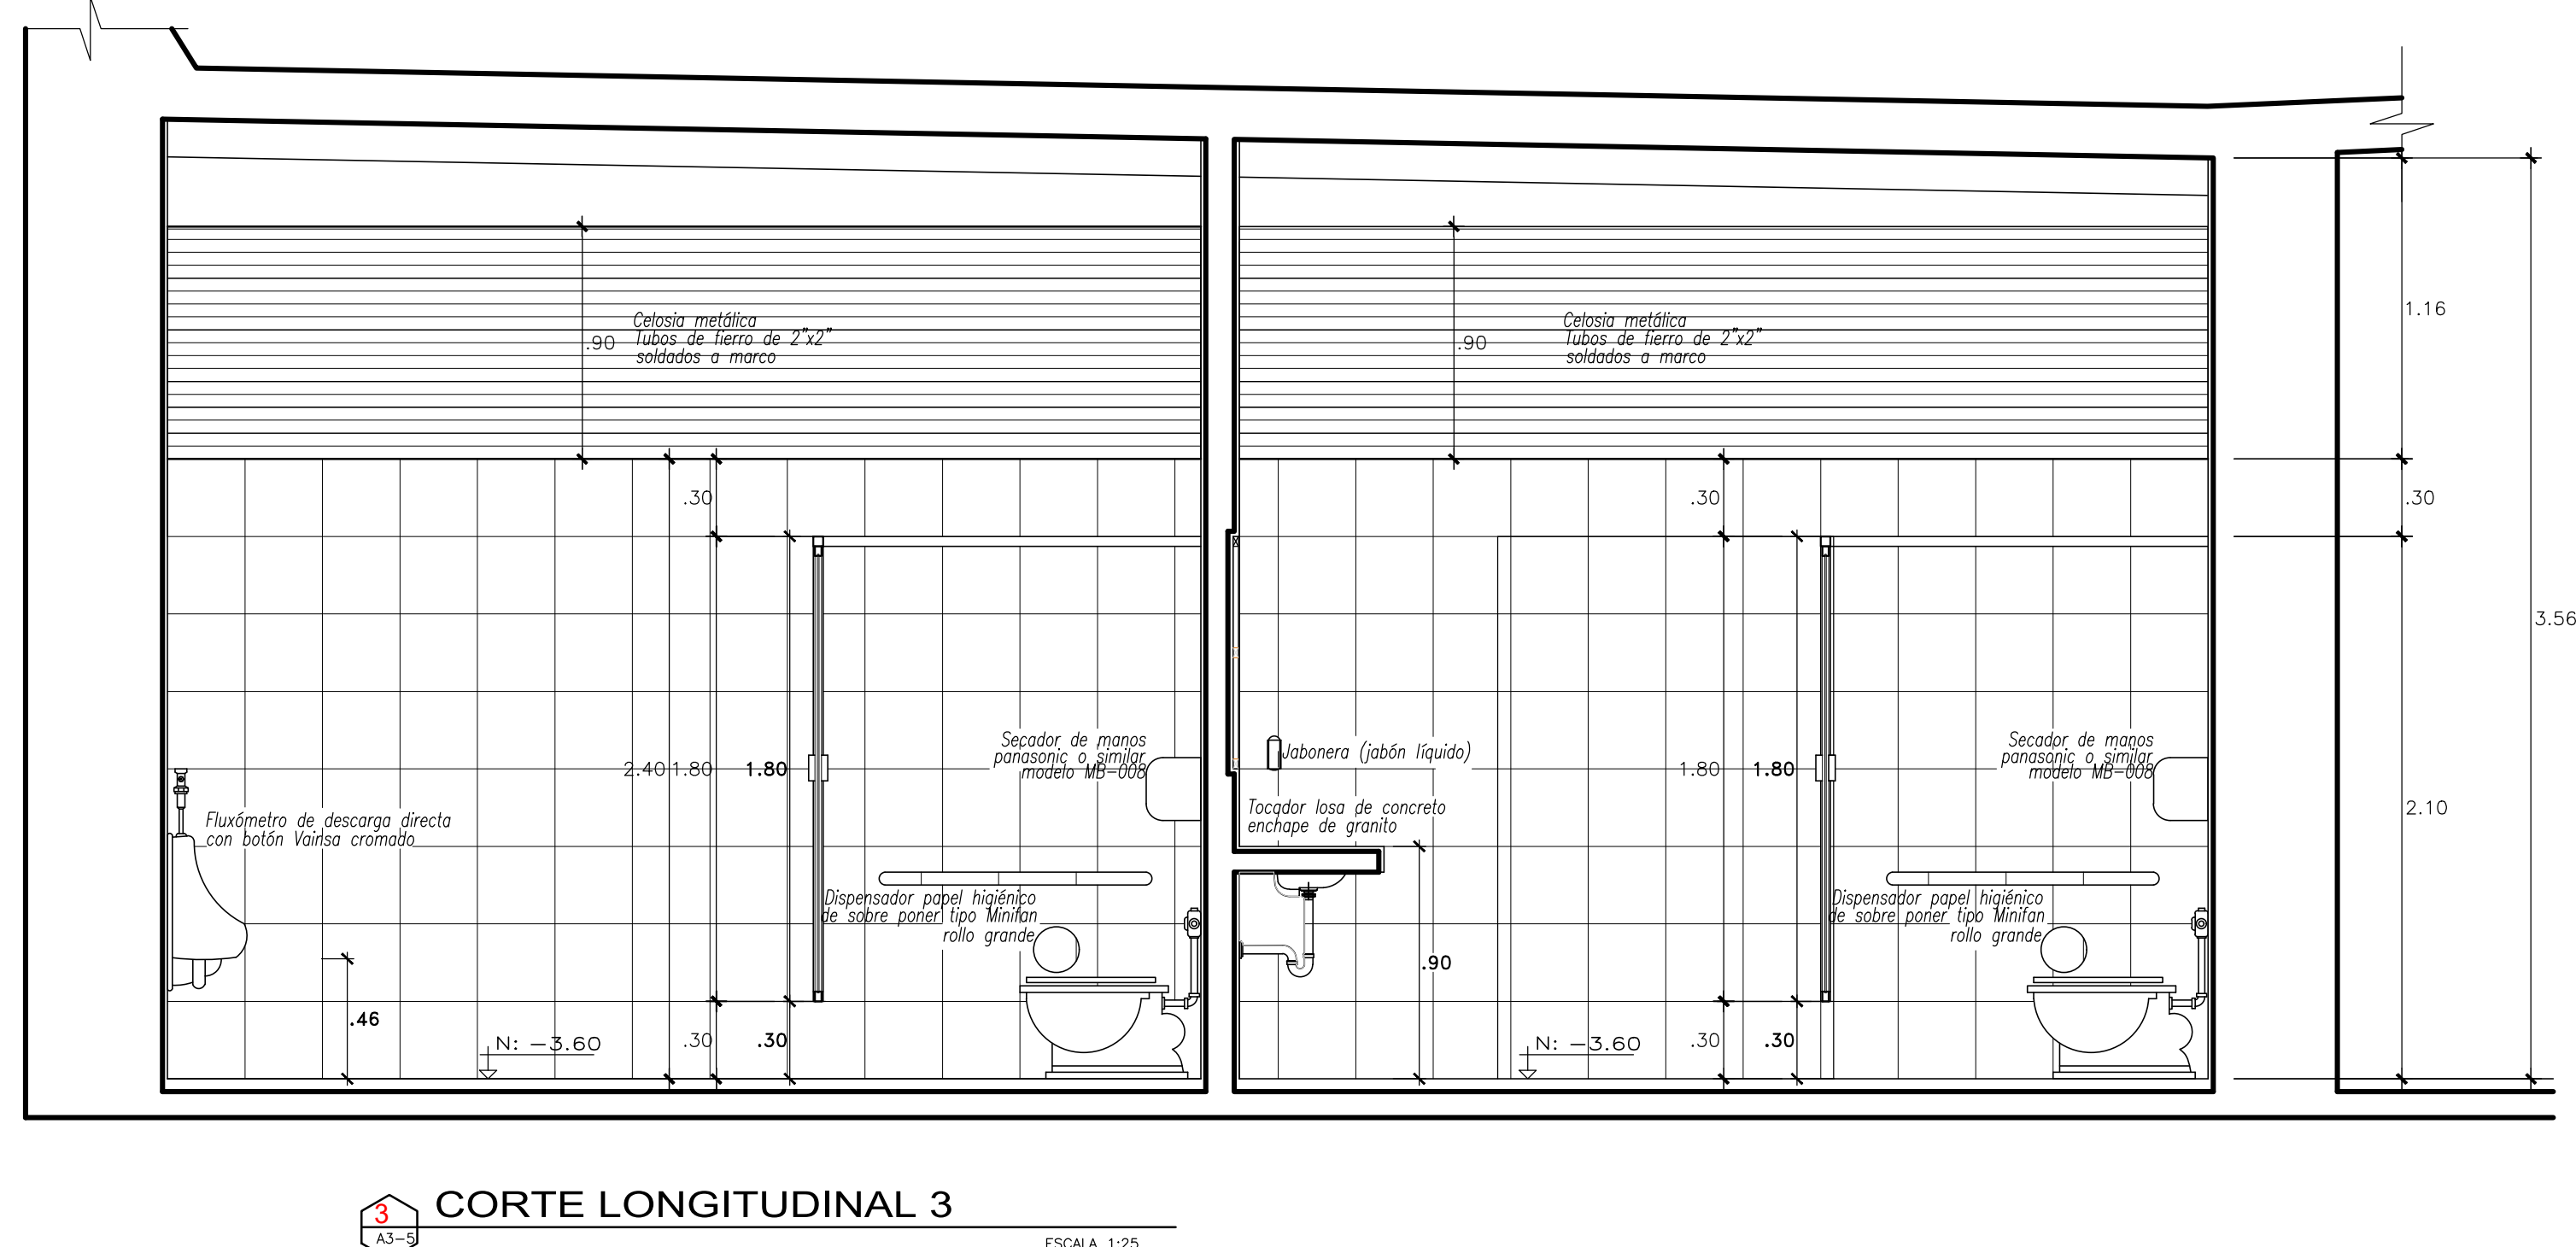 Celosia metálica
Tubos de fierro de 2"x2"
soldados a marco
.90
Celosia metálica
Tubos de fierro de 2"x2"
soldados a marco
.90
1.16
.30
.30
.30
3.56
Secador de manos
panasonic o similar
modelo MB-008
2.40
1.80
1.80
Jabonera (jabón líquido)
Secador de manos
panasonic o similar
modelo MB-008
1.80
1.80
2.10
Fluxómetro de descarga directa
con botón Vainsa cromado
Tocador losa de concreto
enchape de granito
Dispensador papel higiénico
de sobre poner tipo Minifan
rollo grande
Dispensador papel higiénico
de sobre poner tipo Minifan
rollo grande
.90
.46
N: -3.60
.30
.30
N: -3.60
.30
.30
3
CORTE LONGITUDINAL 3
A3-5
ESCALA 1:25